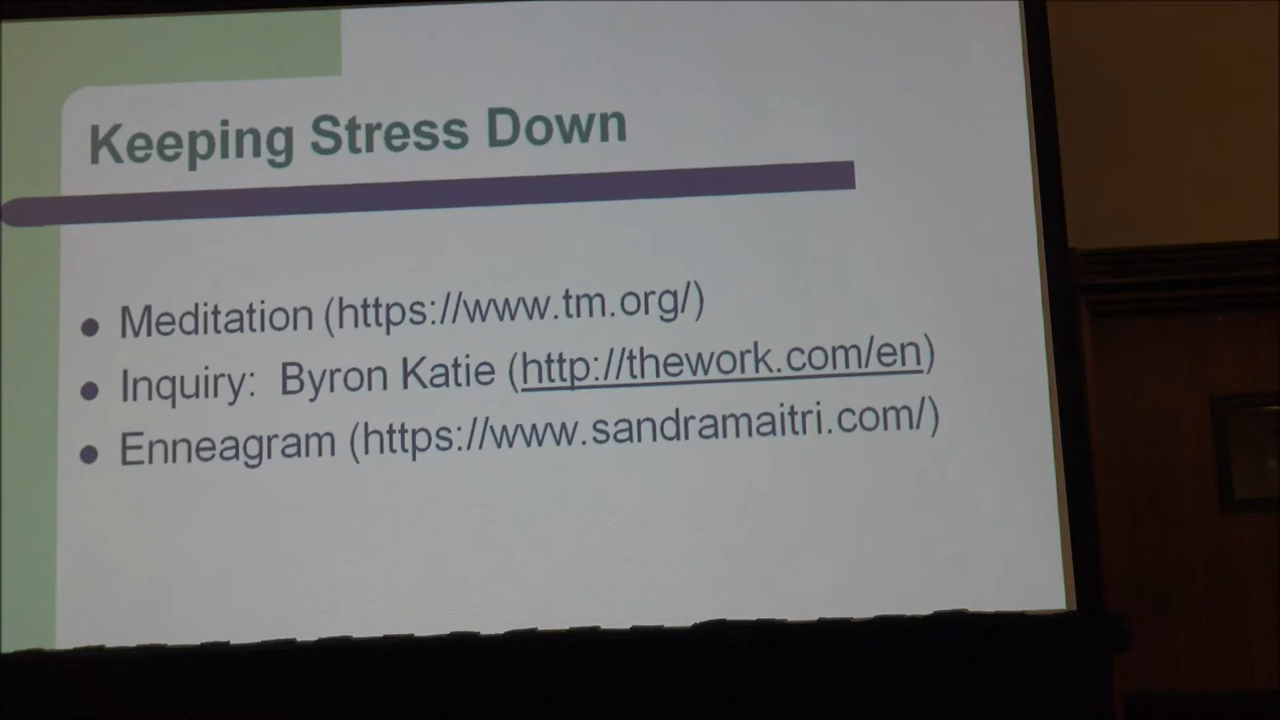 Keeping Stress Down
● Meditation (https://www.tm.org/)
● Inquiry: Byron Katie (http://thework.com/en)
● Enneagram (https://www.sandramaitri.com/)